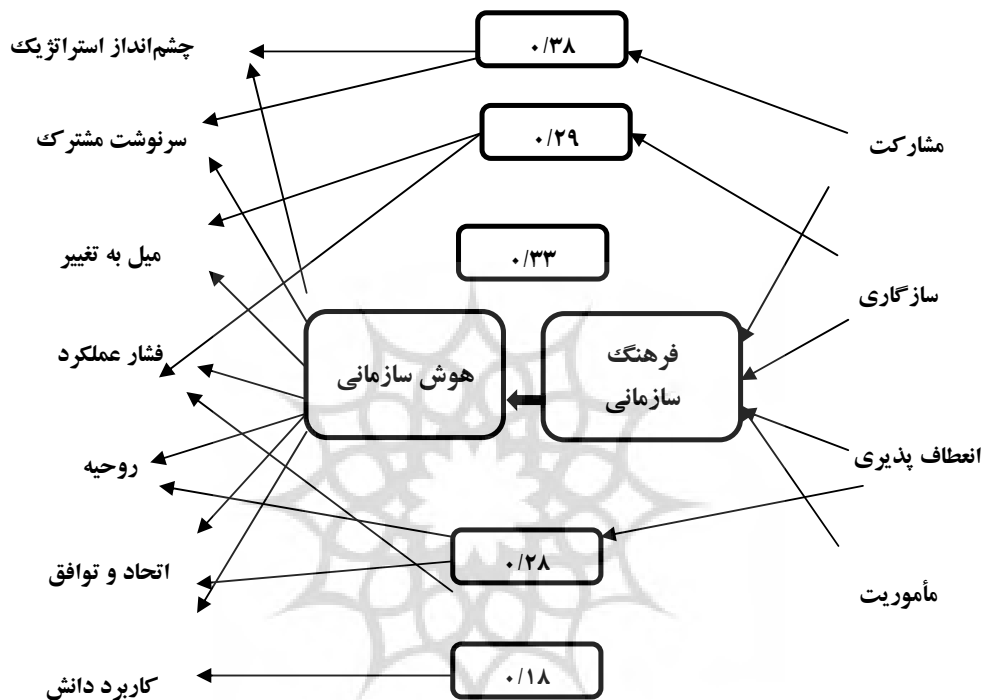 چشم‌انداز استراتژیک
۰/۳۸
مشارکت
سرنوشت مشترک
۰/۲۹
میل به تغییر
۰/۳۳
سازگاری
فشار عملکرد
هوش سازمانی
فرهنگ
سازمانی
روحیه
انعطاف پذیری
اتحاد و توافق
۰/۲۸
مأموریت
کاربرد دانش
۰/۱۸